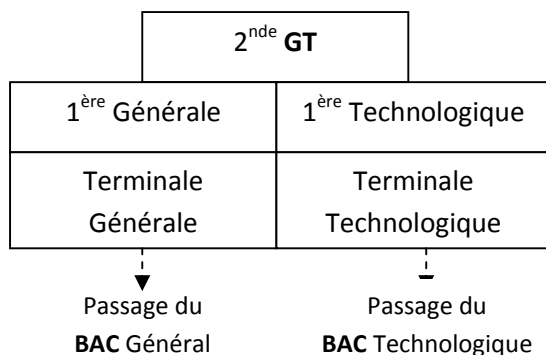 2nde GT
1ère Générale
1ère Technologique
Terminale
Générale
Terminale
Technologique
Passage du
BAC Général
Passage du
BAC Technologique